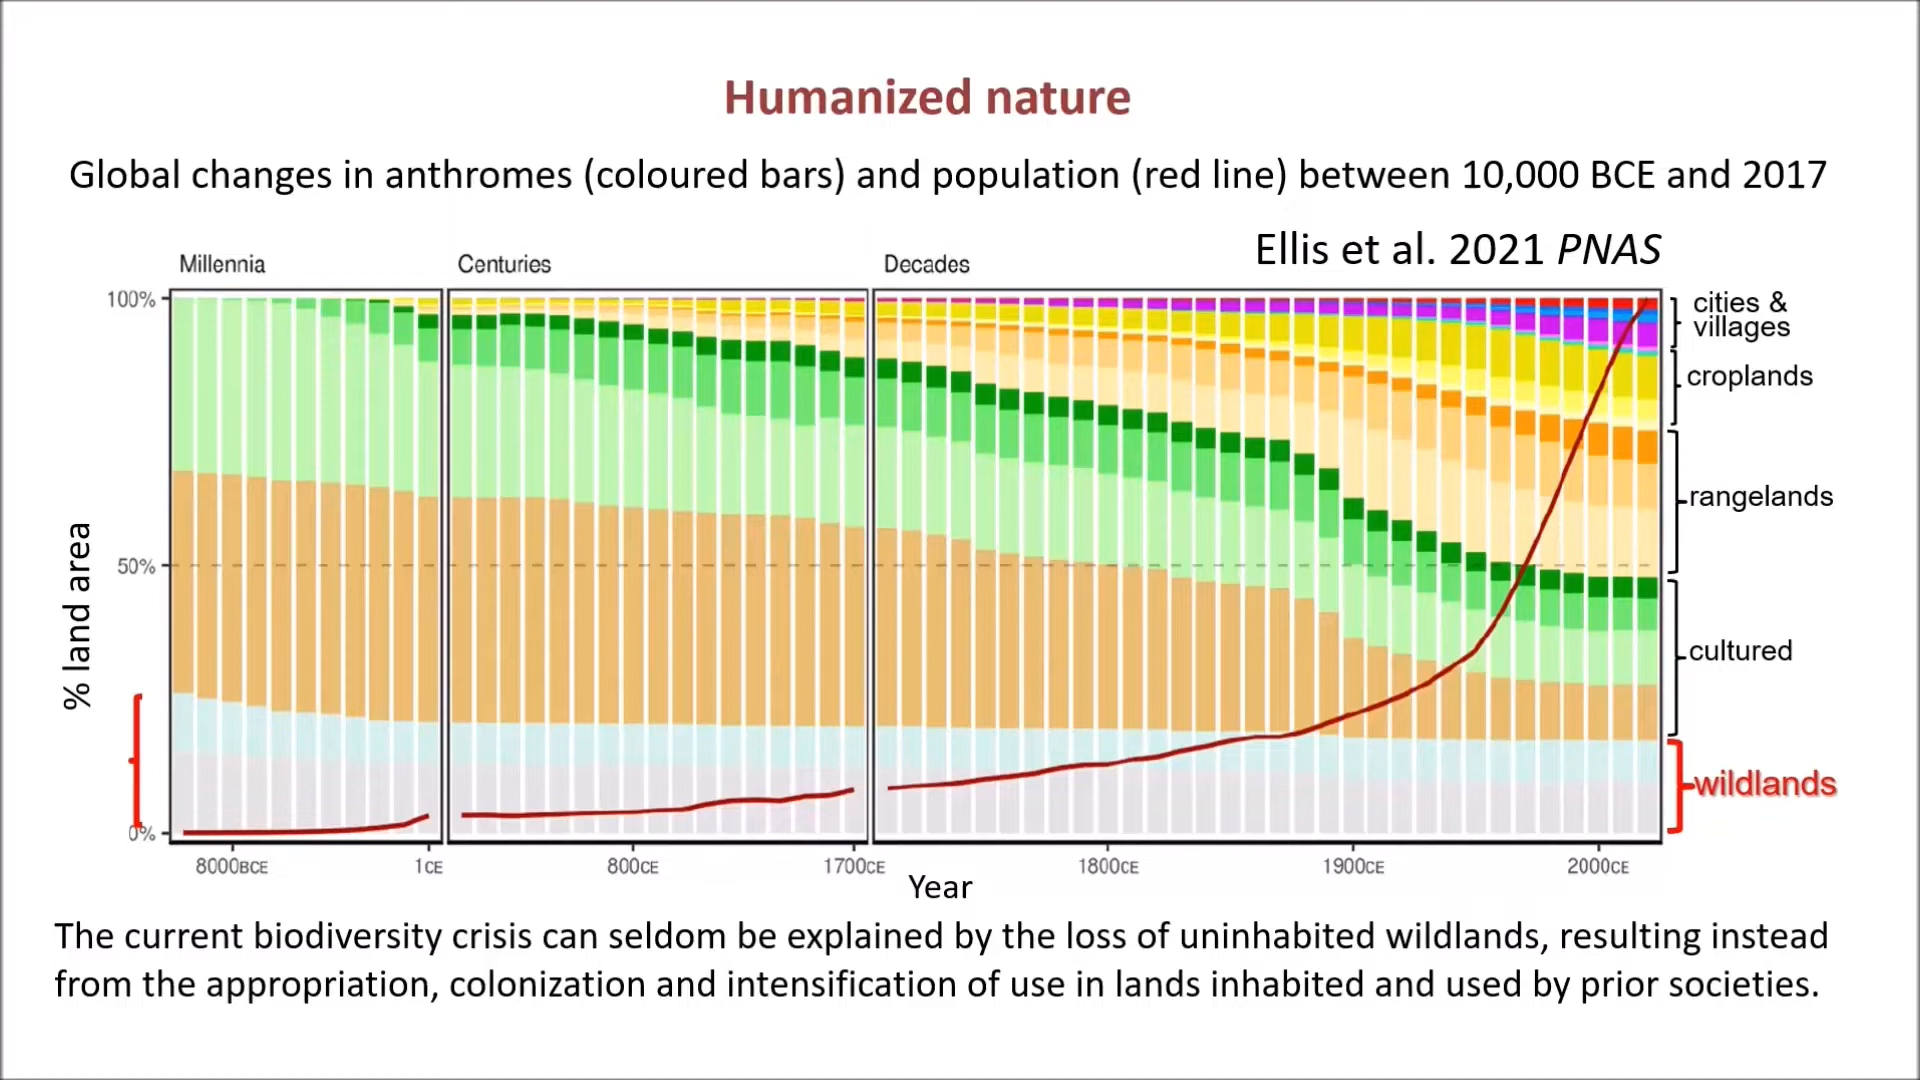 Humanized nature
Global changes in anthromes (coloured bars) and population (red line) between 10,000 BCE and 2017
Ellis et al. 2021 PNAS
Millennia
Centuries
Decades
100%
50%
0%
% land area
cities &
villages
croplands
rangelands
cultured
wildlands
8000BCE
1CE
800CE
1700CE
1800CE
1900CE
2000CE
Year
The current biodiversity crisis can seldom be explained by the loss of uninhabited wildlands, resulting instead
from the appropriation, colonization and intensification of use in lands inhabited and used by prior societies.